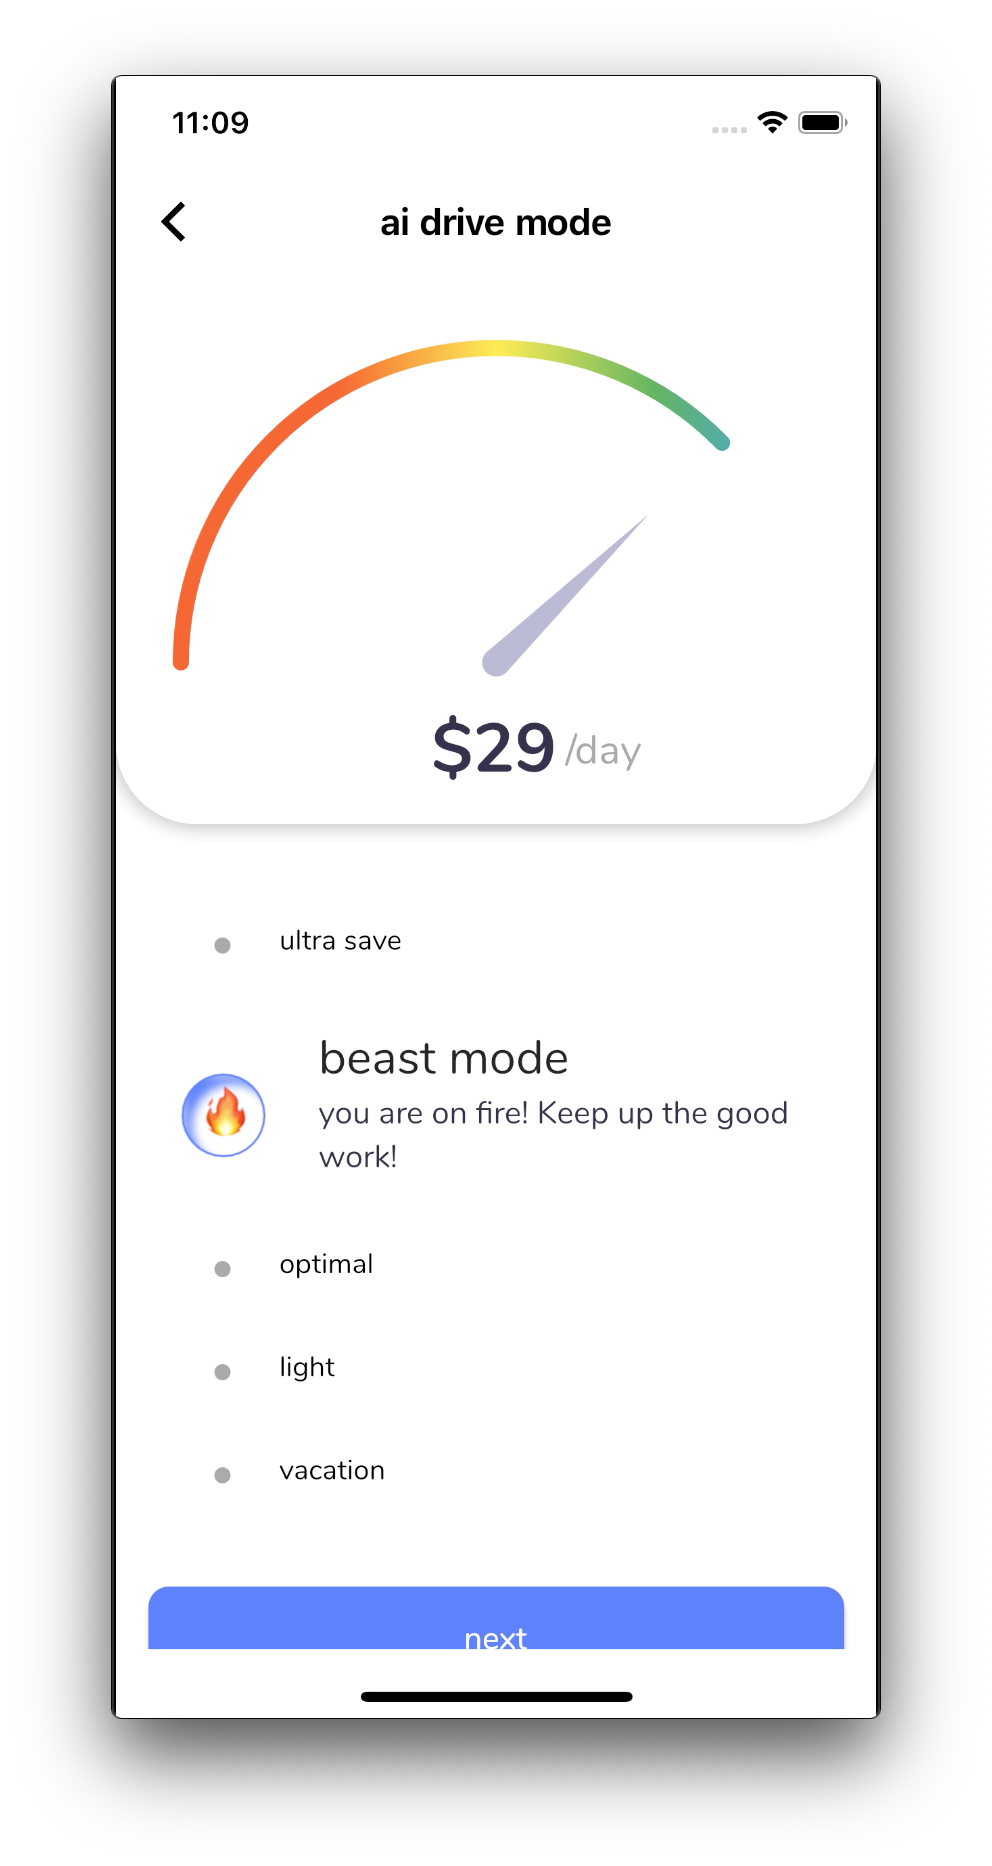 11:09
ai drive mode
$29 /day
ultra save
beast mode
you are on fire! Keep up the good
work!
optimal
light
vacation
next